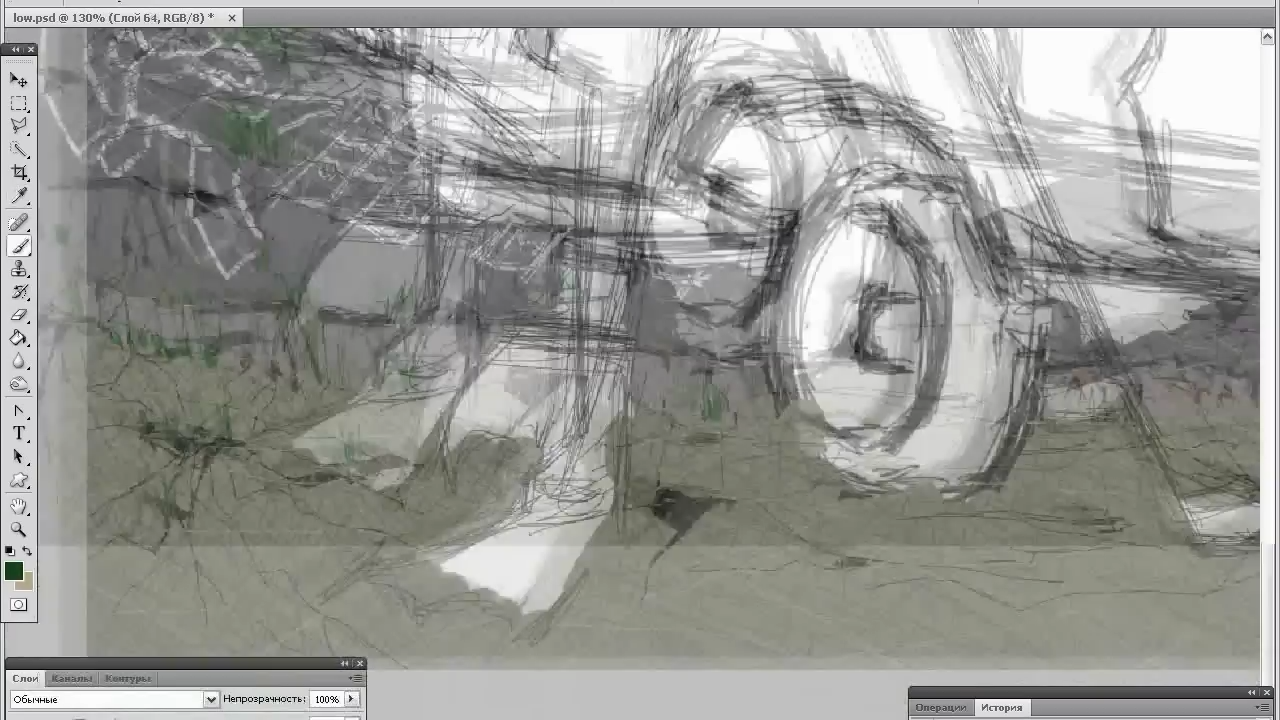 low.psd @ 130% (Слой 64, RGB/8) *
Слои Каналы Контуры
Обычные Непрозрачность: 100%
Операции История